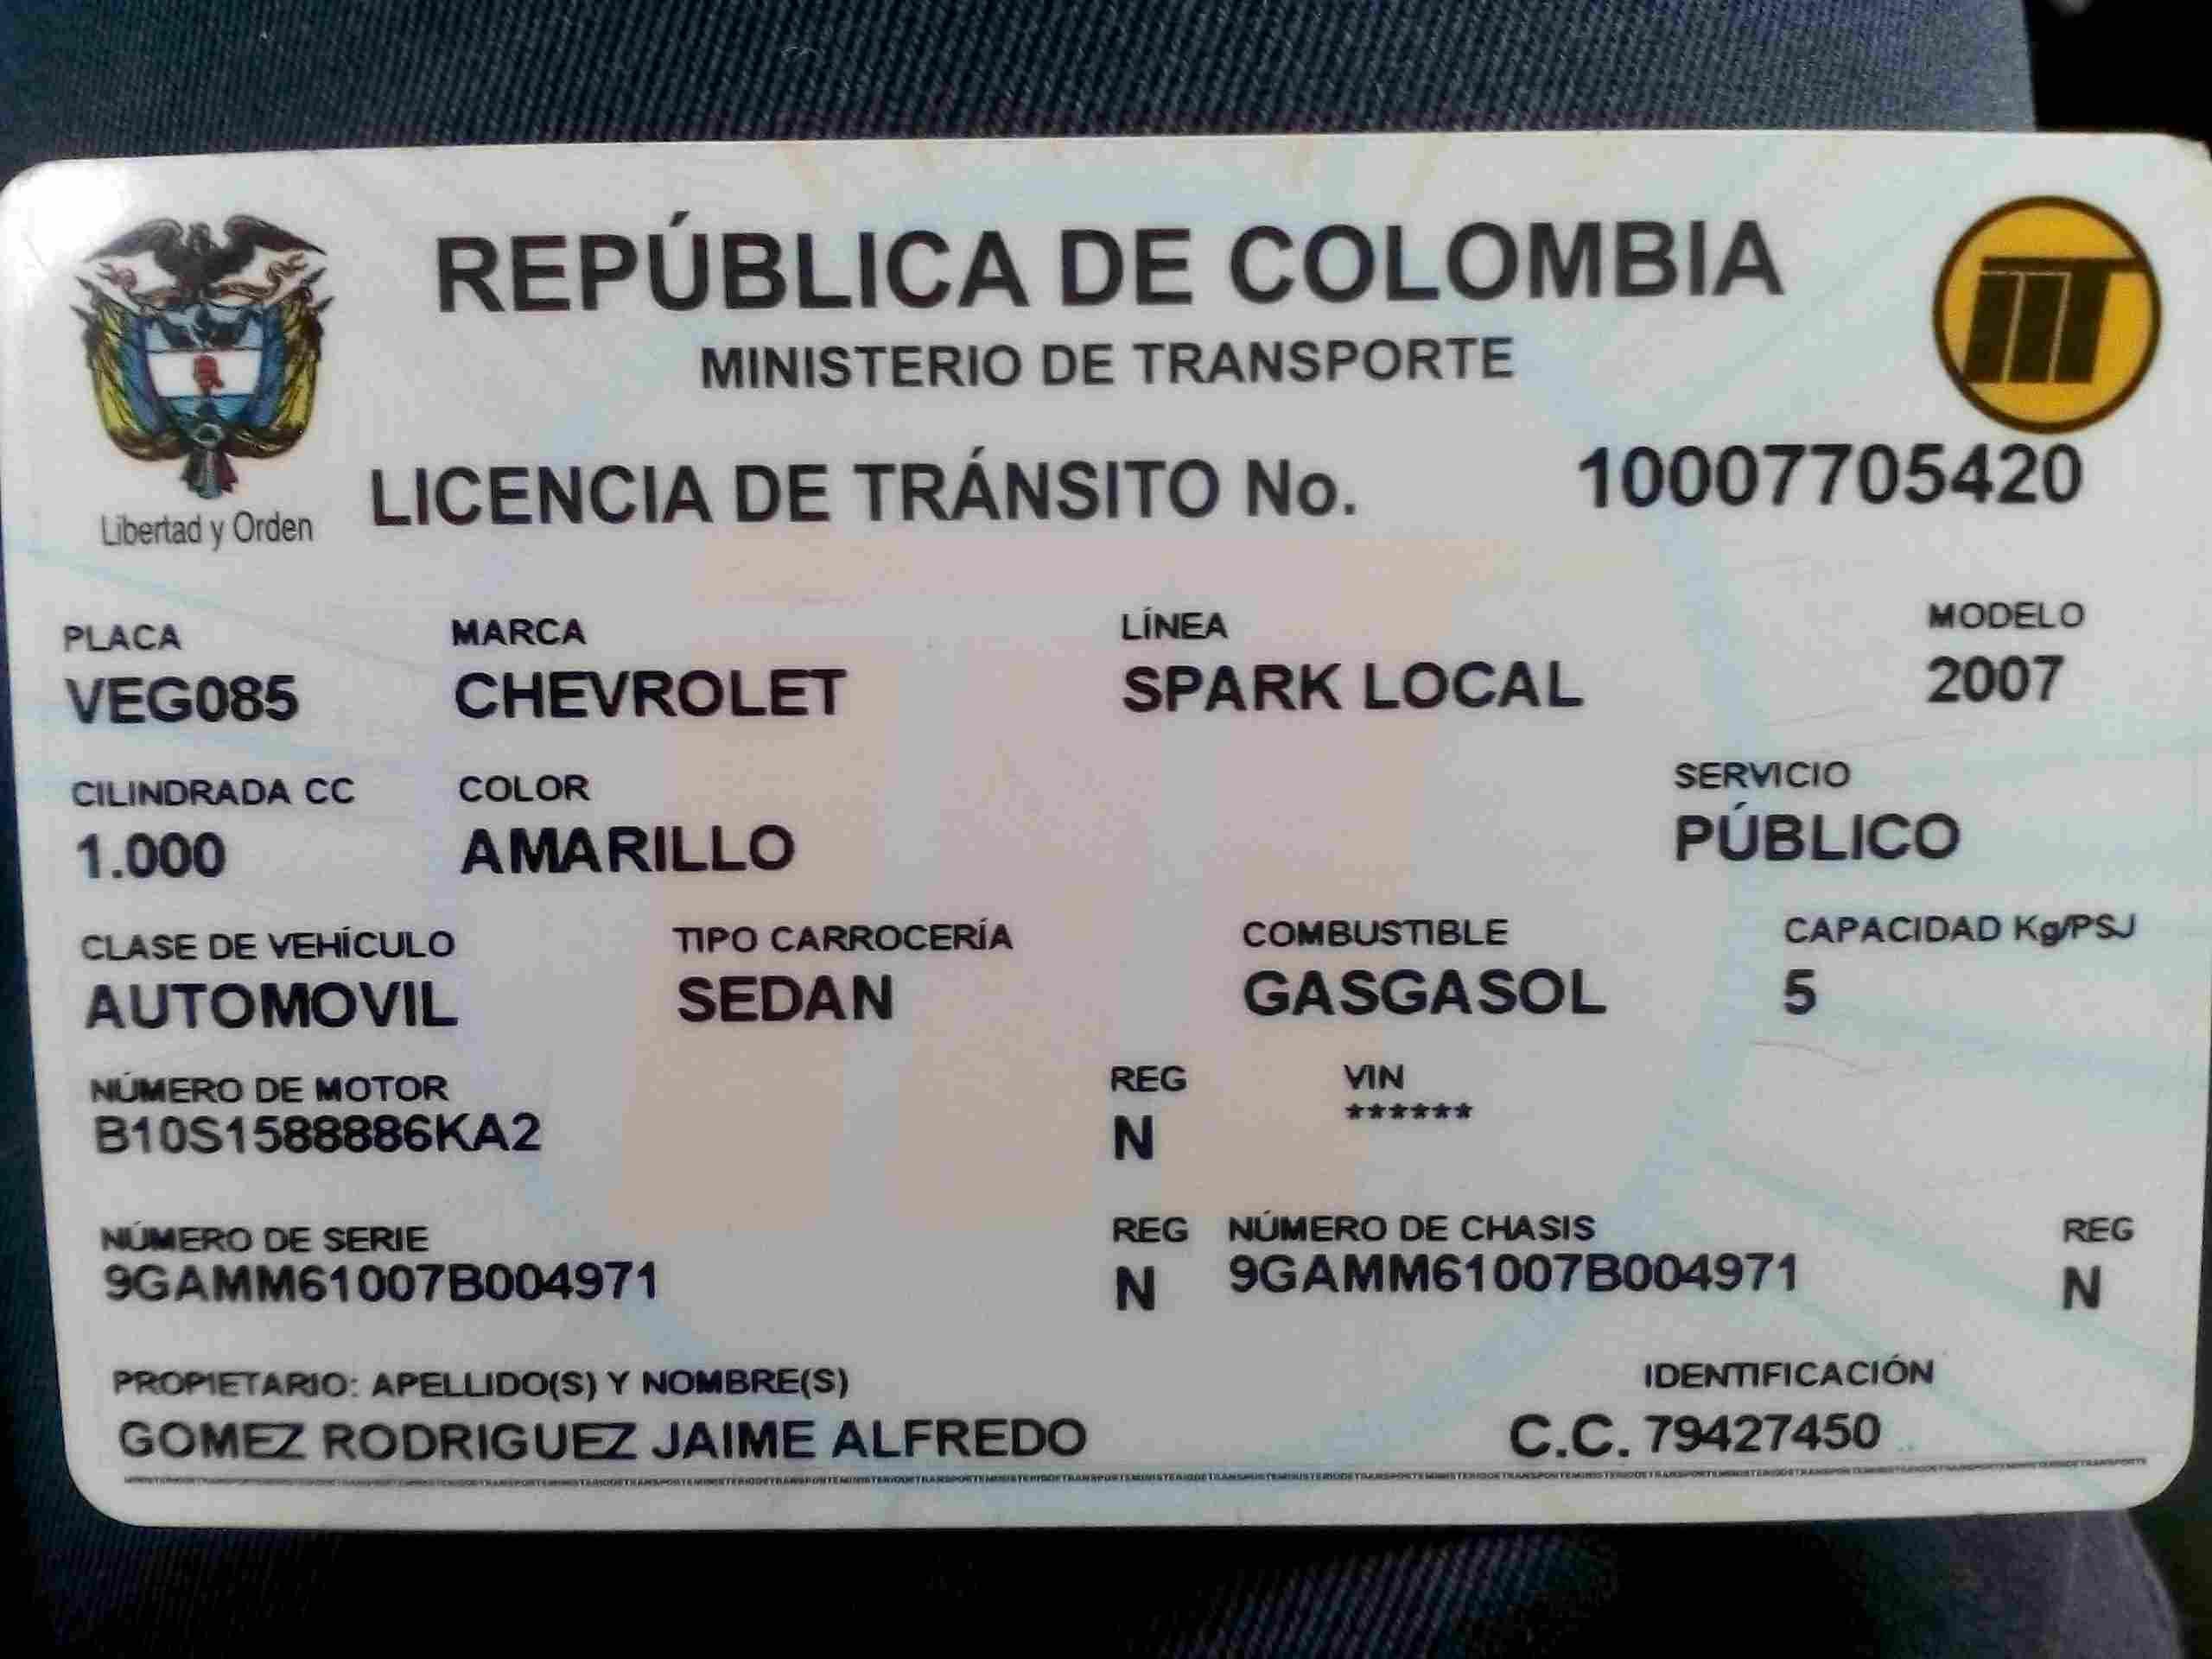 REPÚBLICA DE COLOMBIA
MINISTERIO DE TRANSPORTE
Libertad y Orden
LICENCIA DE TRÁNSITO No. 10007705420
PLACA MARCA LÍNEA MODELO
VEG085 CHEVROLET SPARK LOCAL 2007
CILINDRADA CC COLOR SERVICIO
1.000 AMARILLO PÚBLICO
CLASE DE VEHÍCULO TIPO CARROCERÍA COMBUSTIBLE CAPACIDAD Kg/PSJ
AUTOMOVIL SEDAN GASGASOL 5
NÚMERO DE MOTOR REG VIN
B10S1588886KA2 N ******
NÚMERO DE SERIE REG NÚMERO DE CHASIS REG
9GAMM61007B004971 N 9GAMM61007B004971 N
PROPIETARIO: APELLIDO(S) Y NOMBRE(S) IDENTIFICACIÓN
GOMEZ RODRIGUEZ JAIME ALFREDO C.C. 79427450